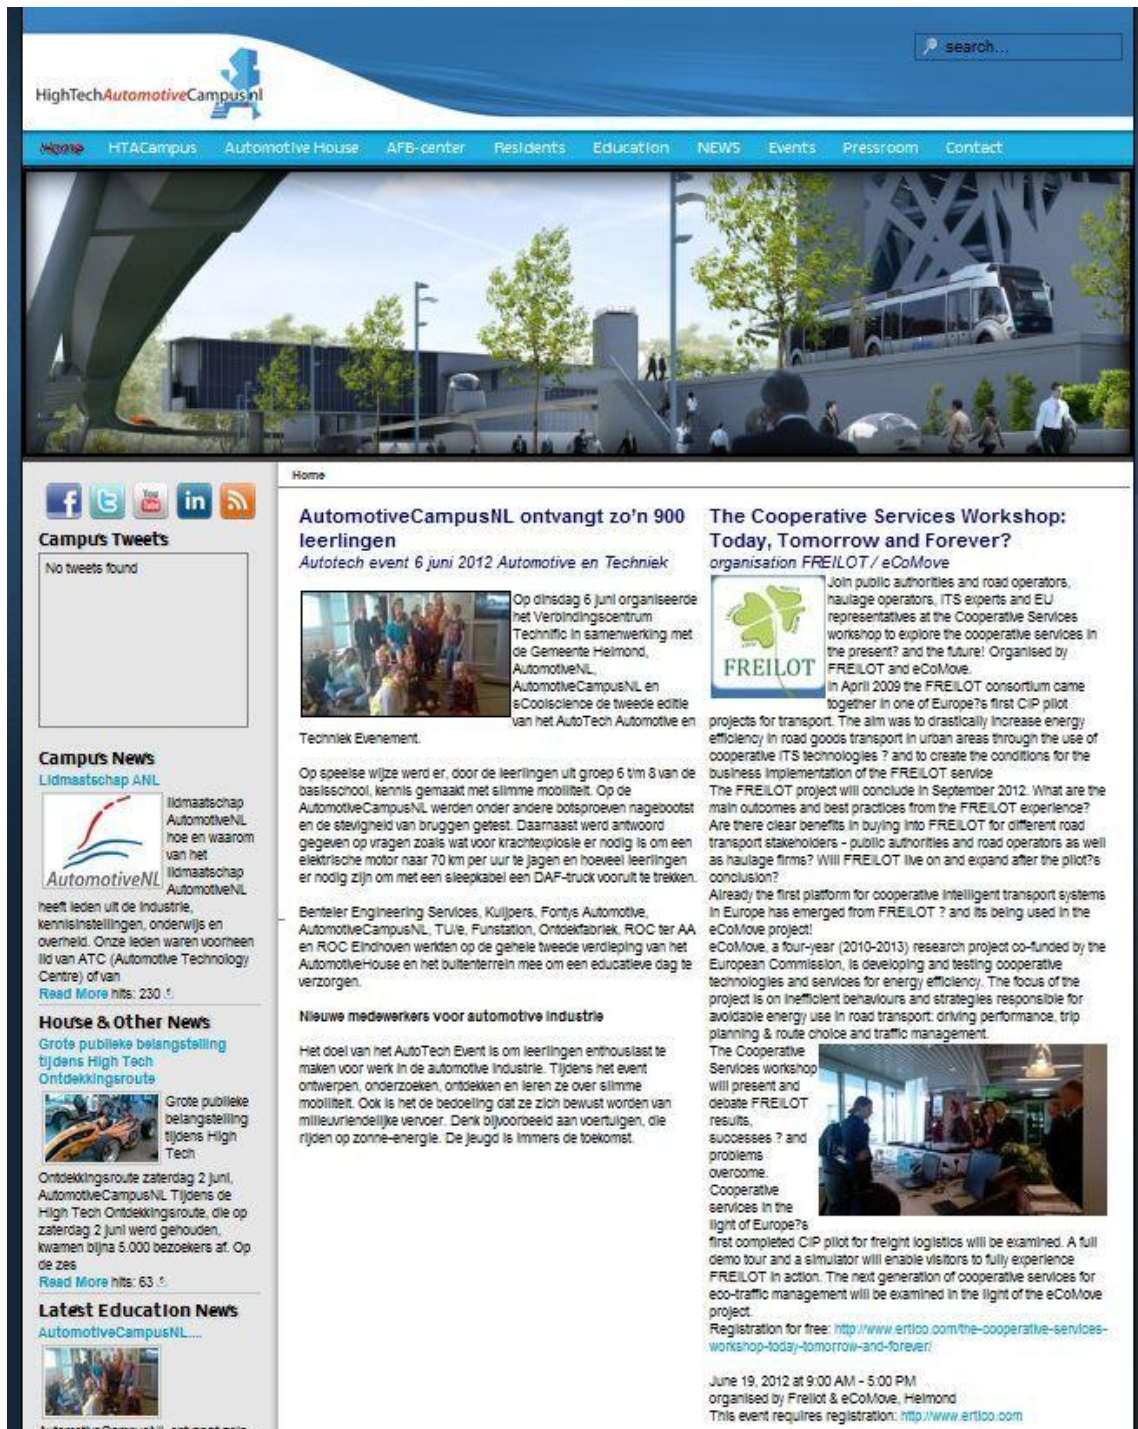 search...
HighTechAutomotiveCampus.nl
Home HTACampus Automotive House AFB-center Residents Education NEWS Events Pressroom Contact
You
Tube
in
Campus Tweets
No tweets found
Campus News
Lidmaatschap ANL
lidmaatschap
AutomotiveNL
hoe en waarom
van het
lidmaatschap
AutomotiveNL
AutomotiveNL
heeft leden uit de industrie,
kennisinstellingen, onderwijs en
overheid. Onze leden waren voorheen
lid van ATC (Automotive Technology
Centre) of van
Read More hits: 230
House & Other News
Grote publieke belangstelling
tijdens High Tech
Ontdekkingsroute
Grote publieke
belangstelling
tijdens High
Tech
Ontdekkingsroute zaterdag 2 juni,
AutomotiveCampusNL Tijdens de
High Tech Ontdekkingsroute, die op
zaterdag 2 juni werd gehouden,
kwamen bijna 5.000 bezoekers af. Op
de zes
Read More hits: 63
Latest Education News
AutomotiveCampusNL....
Home
AutomotiveCampusNL ontvangt zo'n 900
leerlingen
Autotech event 6 juni 2012 Automotive en Techniek
Op dinsdag 6 juni organiseerde
het Verbindingscentrum
Technific in samenwerking met
de Gemeente Helmond,
AutomotiveNL,
AutomotiveCampusNL en
sCoolscience de tweede editie
van het AutoTech Automotive en
Techniek Evenement.
Op speelse wijze werd er, door de leerlingen uit groep 6 t/m 8 van de
basisschool, kennis gemaakt met slimme mobiliteit. Op de
AutomotiveCampusNL werden onder andere botsproeven nagebootst
en de stevigheid van bruggen getest. Daarnaast werd antwoord
gegeven op vragen zoals wat voor krachtexplosie er nodig is om een
elektrische motor naar 70 km per uur te jagen en hoeveel leerlingen
er nodig zijn om met een sleepkabel een DAF-truck vooruit te trekken.
Benteler Engineering Services, Kuijpers, Fontys Automotive,
AutomotiveCampusNL, TU/e, Funstation, Ontdekfabriek, ROC ter AA
en ROC Eindhoven werkten op de gehele tweede verdieping van het
AutomotiveHouse en het buitenterrein mee om een educatieve dag te
verzorgen.
Nieuwe medewerkers voor automotive industrie
Het doel van het AutoTech Event is om leerlingen enthousiast te
maken voor werk in de automotive industrie. Tijdens het event
ontwerpen, onderzoeken, ontdekken en leren ze over slimme
mobiliteit. Ook is het de bedoeling dat ze zich bewust worden van
milieuvriendelijke vervoer. Denk bijvoorbeeld aan voertuigen, die
rijden op zonne-energie. De jeugd is immers de toekomst.
The Cooperative Services Workshop:
Today, Tomorrow and Forever?
organisation FREILOT / eCoMove
FREILOT
Join public authorities and road operators,
haulage operators, ITS experts and EU
representatives at the Cooperative Services
workshop to explore the cooperative services in
the present? and the future! Organised by
FREILOT and eCoMove.
In April 2009 the FREILOT consortium came
together in one of Europe?s first CIP pilot
projects for transport. The aim was to drastically increase energy
efficiency in road goods transport in urban areas through the use of
cooperative ITS technologies ? and to create the conditions for the
business implementation of the FREILOT service
The FREILOT project will conclude in September 2012. What are the
main outcomes and best practices from the FREILOT experience?
Are there clear benefits in buying into FREILOT for different road
transport stakeholders - public authorities and road operators as well
as haulage firms? Will FREILOT live on and expand after the pilot?s
conclusion?
Already the first platform for cooperative intelligent transport systems
in Europe has emerged from FREILOT ? and its being used in the
eCoMove project!
eCoMove, a four-year (2010-2013) research project co-funded by the
European Commission, is developing and testing cooperative
technologies and services for energy efficiency. The focus of the
project is on inefficient behaviours and strategies responsible for
avoidable energy use in road transport: driving performance, trip
planning & route choice and traffic management.
The Cooperative
Services workshop
will present and
debate FREILOT
results,
successes ? and
problems
overcome.
Cooperative
services in the
light of Europe?s
first completed CIP pilot for freight logistics will be examined. A full
demo tour and a simulator will enable visitors to fully experience
FREILOT in action. The next generation of cooperative services for
eco-traffic management will be examined in the light of the eCoMove
project.
Registration for free: http://www.ertico.com/the-cooperative-services-
workshop-today-tomorrow-and-forever/
June 19, 2012 at 9:00 AM - 5:00 PM
organised by Freilot & eCoMove, Helmond
This event requires registration: http://www.ertico.com